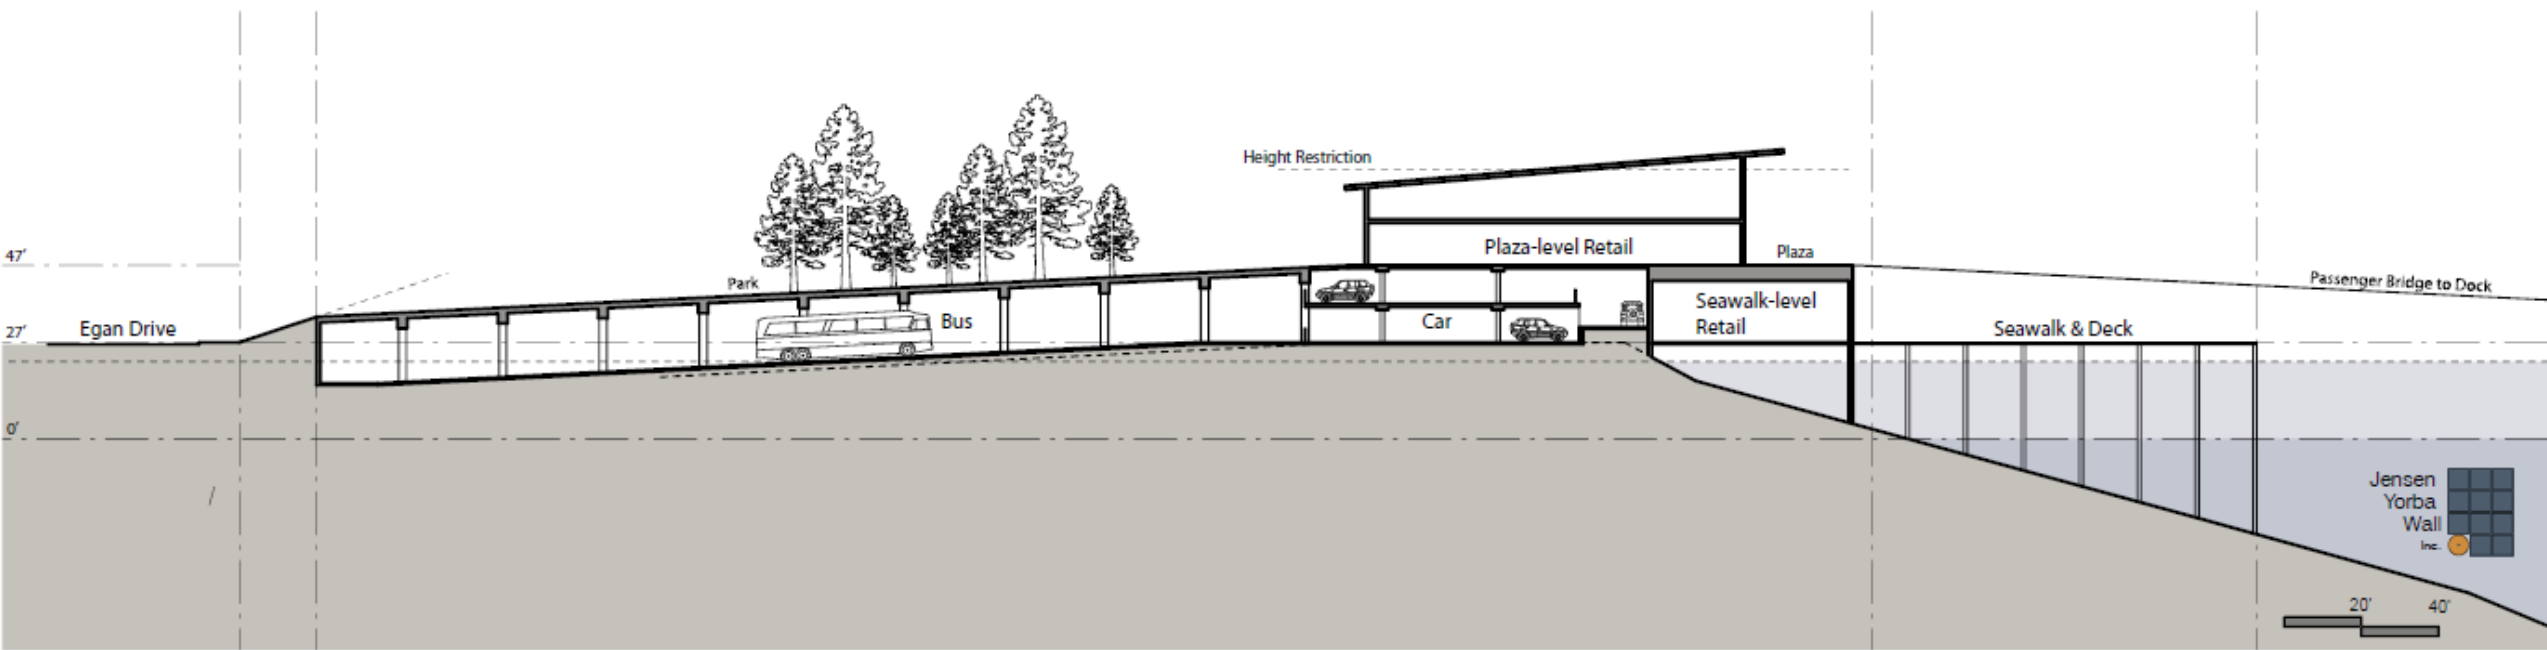 Height Restriction
Plaza-level Retail
Plaza
47'
Park
Passenger Bridge to Dock
Seawalk-level
Retail
27'
Egan Drive
Bus
Car
Seawalk & Deck
0'
Jensen
Yorba
Wall
Inc.
20' 40'